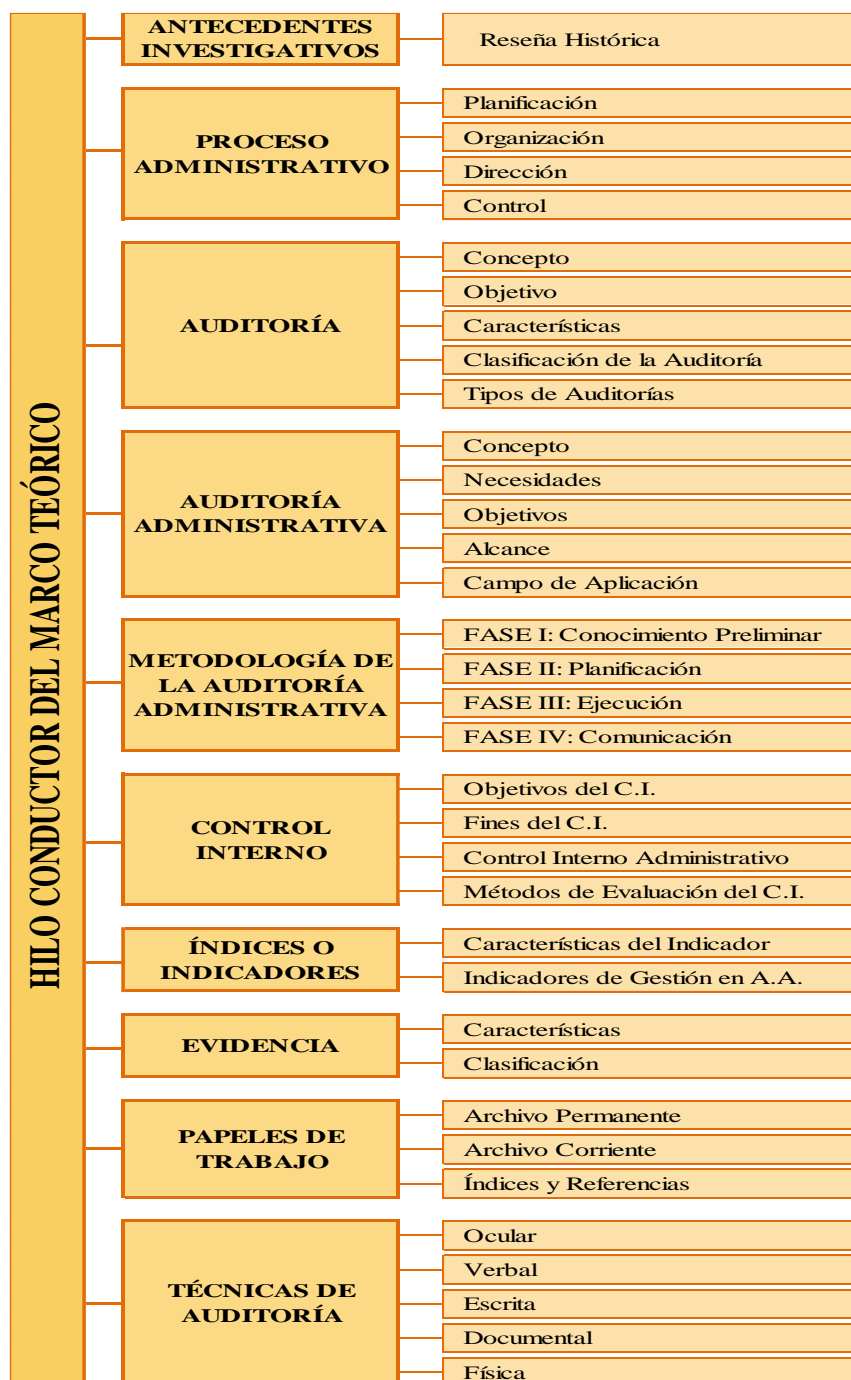 HILO CONDUCTOR DEL MARCO TEÓRICO
ANTECEDENTES
INVESTIGATIVOS
Reseña Histórica
PROCESO
ADMINISTRATIVO
Planificación
Organización
Dirección
Control
AUDITORÍA
Concepto
Objetivo
Características
Clasificación de la Auditoría
Tipos de Auditorías
AUDITORÍA
ADMINISTRATIVA
Concepto
Necesidades
Objetivos
Alcance
Campo de Aplicación
METODOLOGÍA DE
LA AUDITORÍA
ADMINISTRATIVA
FASE I: Conocimiento Preliminar
FASE II: Planificación
FASE III: Ejecución
FASE IV: Comunicación
CONTROL
INTERNO
Objetivos del C.I.
Fines del C.I.
Control Interno Administrativo
Métodos de Evaluación del C.I.
ÍNDICES O
INDICADORES
Características del Indicador
Indicadores de Gestión en A.A.
EVIDENCIA
Características
Clasificación
PAPELES DE
TRABAJO
Archivo Permanente
Archivo Corriente
Índices y Referencias
TÉCNICAS DE
AUDITORÍA
Ocular
Verbal
Escrita
Documental
Física